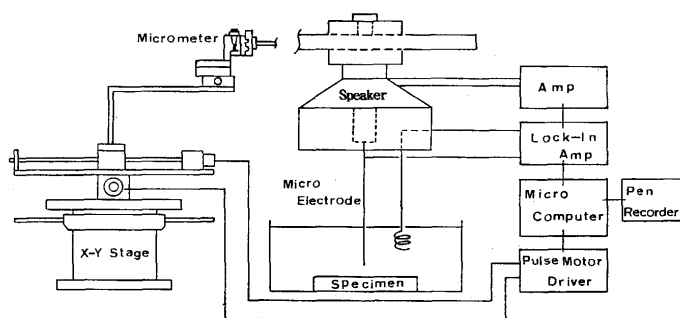 Micrometer
Speaker
Amp
Lock-In
Amp
Micro
Electrode
Micro
Computer
Pen
Recorder
X-Y Stage
Specimen
Pulse Motor
Driver